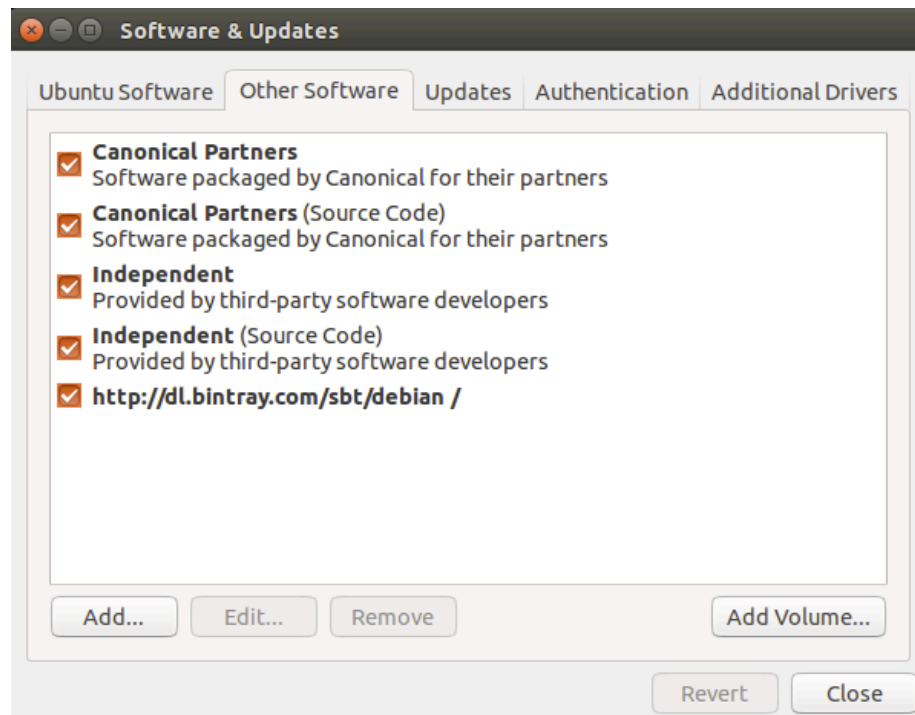 Software & Updates
Ubuntu Software Other Software Updates Authentication Additional Drivers
Canonical Partners
Software packaged by Canonical for their partners
Canonical Partners (Source Code)
Software packaged by Canonical for their partners
Independent
Provided by third-party software developers
Independent (Source Code)
Provided by third-party software developers
http://dl.bintray.com/sbt/debian /
Add... Edit... Remove Add Volume...
Revert Close